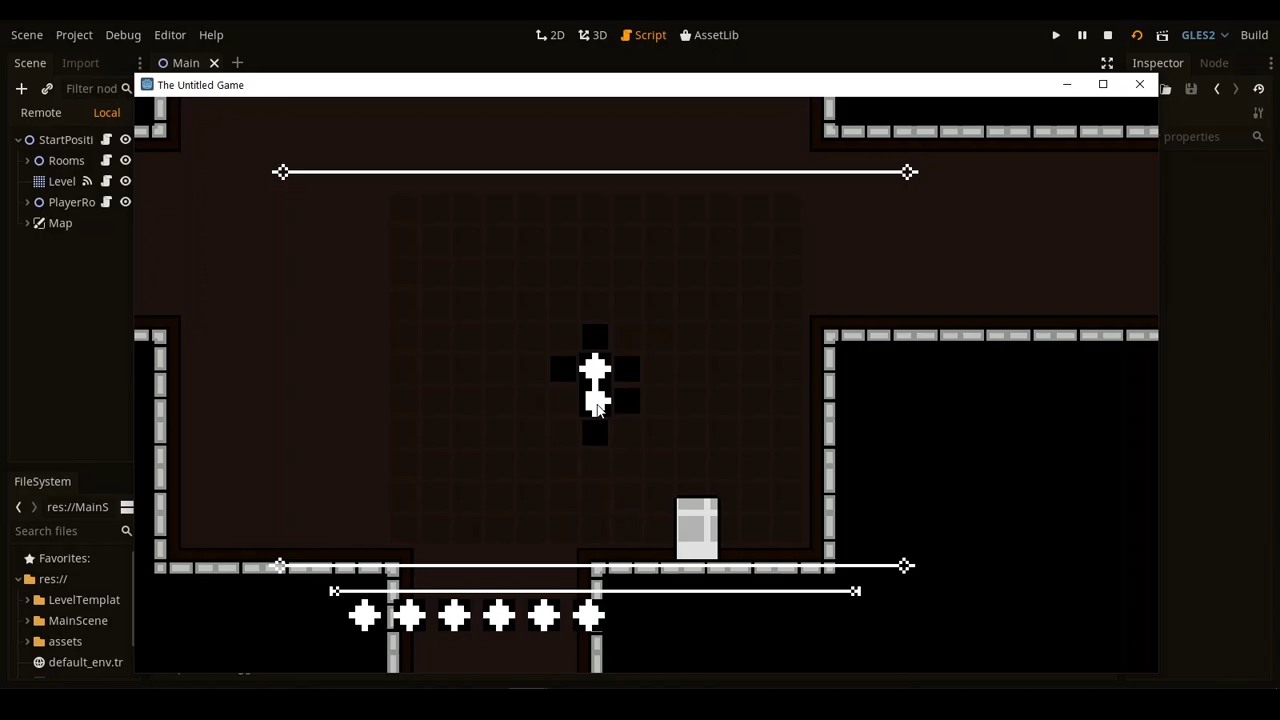 Scene Project Debug Editor Help 2D 3D Script AssetLib GLES2 Build
Scene Import Main Inspector Node
The Untitled Game
Filter nod
Remote Local
properties
StartPositi
Rooms
Level
PlayerRo
Map
FileSystem
res://MainS
Search files
Favorites:
res://
LevelTemplat
MainScene
assets
default_env.tr